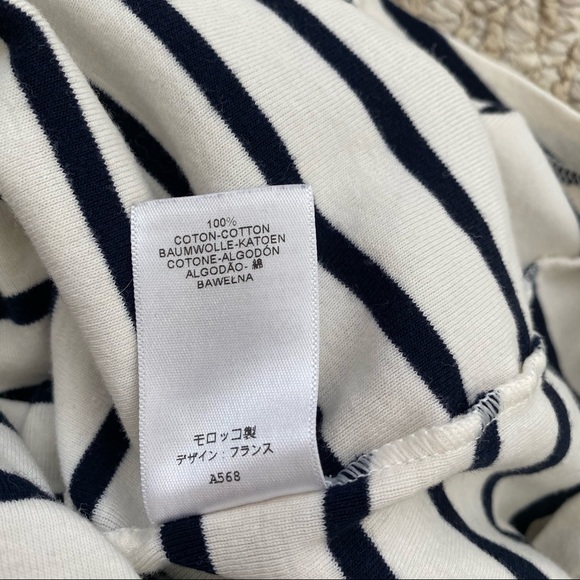 100%
COTON-COTTON
BAUMWOLLE-KATOEN
COTONE-ALGODÓN
ALGODÃO- 綿
BAWEŁNA
モロッコ製
デザイン：フランス
A568